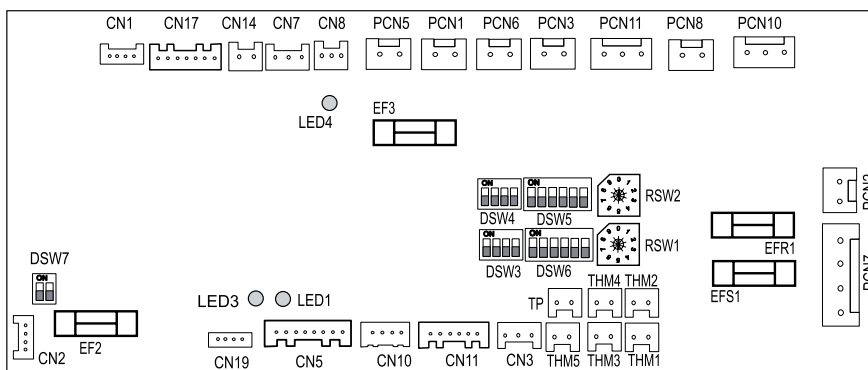 CN1 CN17 CN14 CN7 CN8 PCN5 PCN1 PCN6 PCN3 PCN11 PCN8 PCN10
LED4
EF3
ON ON
DSW4 DSW5 RSW2
ON ON
DSW3 DSW6 RSW1
EFR1
EFS1
PCN2
PCN7
DSW7
ON
LED3 LED1
TP THM4 THM2
CN2 EF2
CN19 CN5 CN10 CN11 CN3 THM5 THM3 THM1